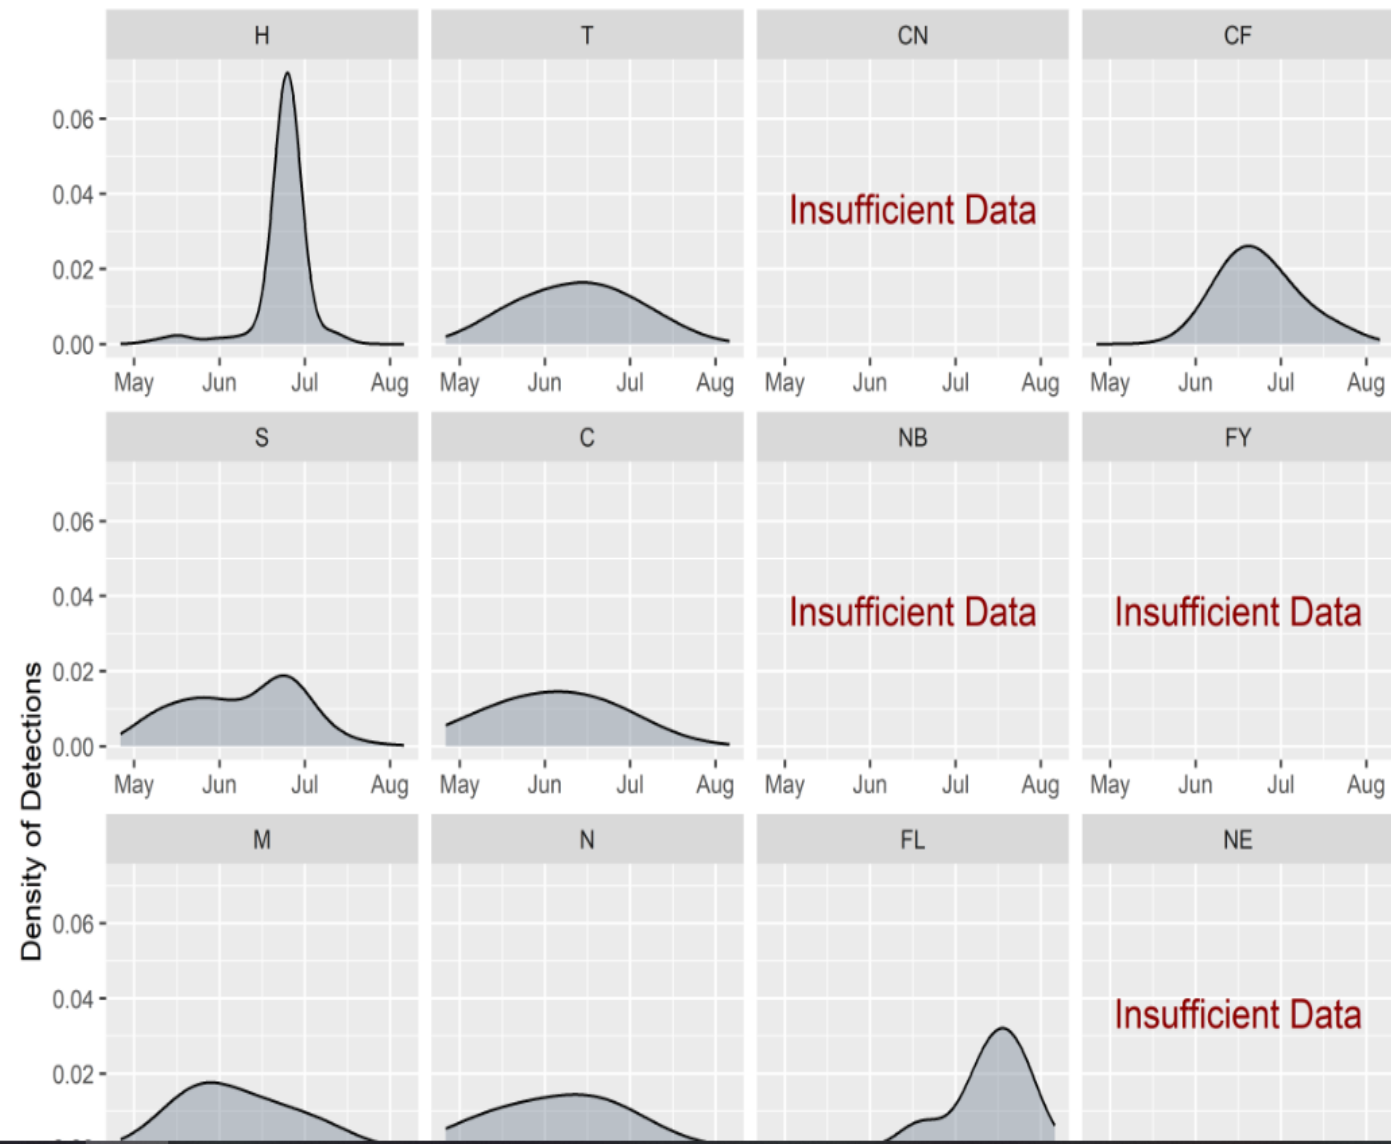 H T CN CF
0.06
0.04 Insufficient Data
0.02
0.00
May Jun Jul Aug May Jun Jul Aug May Jun Jul Aug May Jun Jul Aug
S C NB FY
0.06
0.04 Insufficient Data Insufficient Data
0.02
0.00
May Jun Jul Aug May Jun Jul Aug May Jun Jul Aug May Jun Jul Aug
M N FL NE
0.06
0.04 Insufficient Data
0.02
Density of Detections